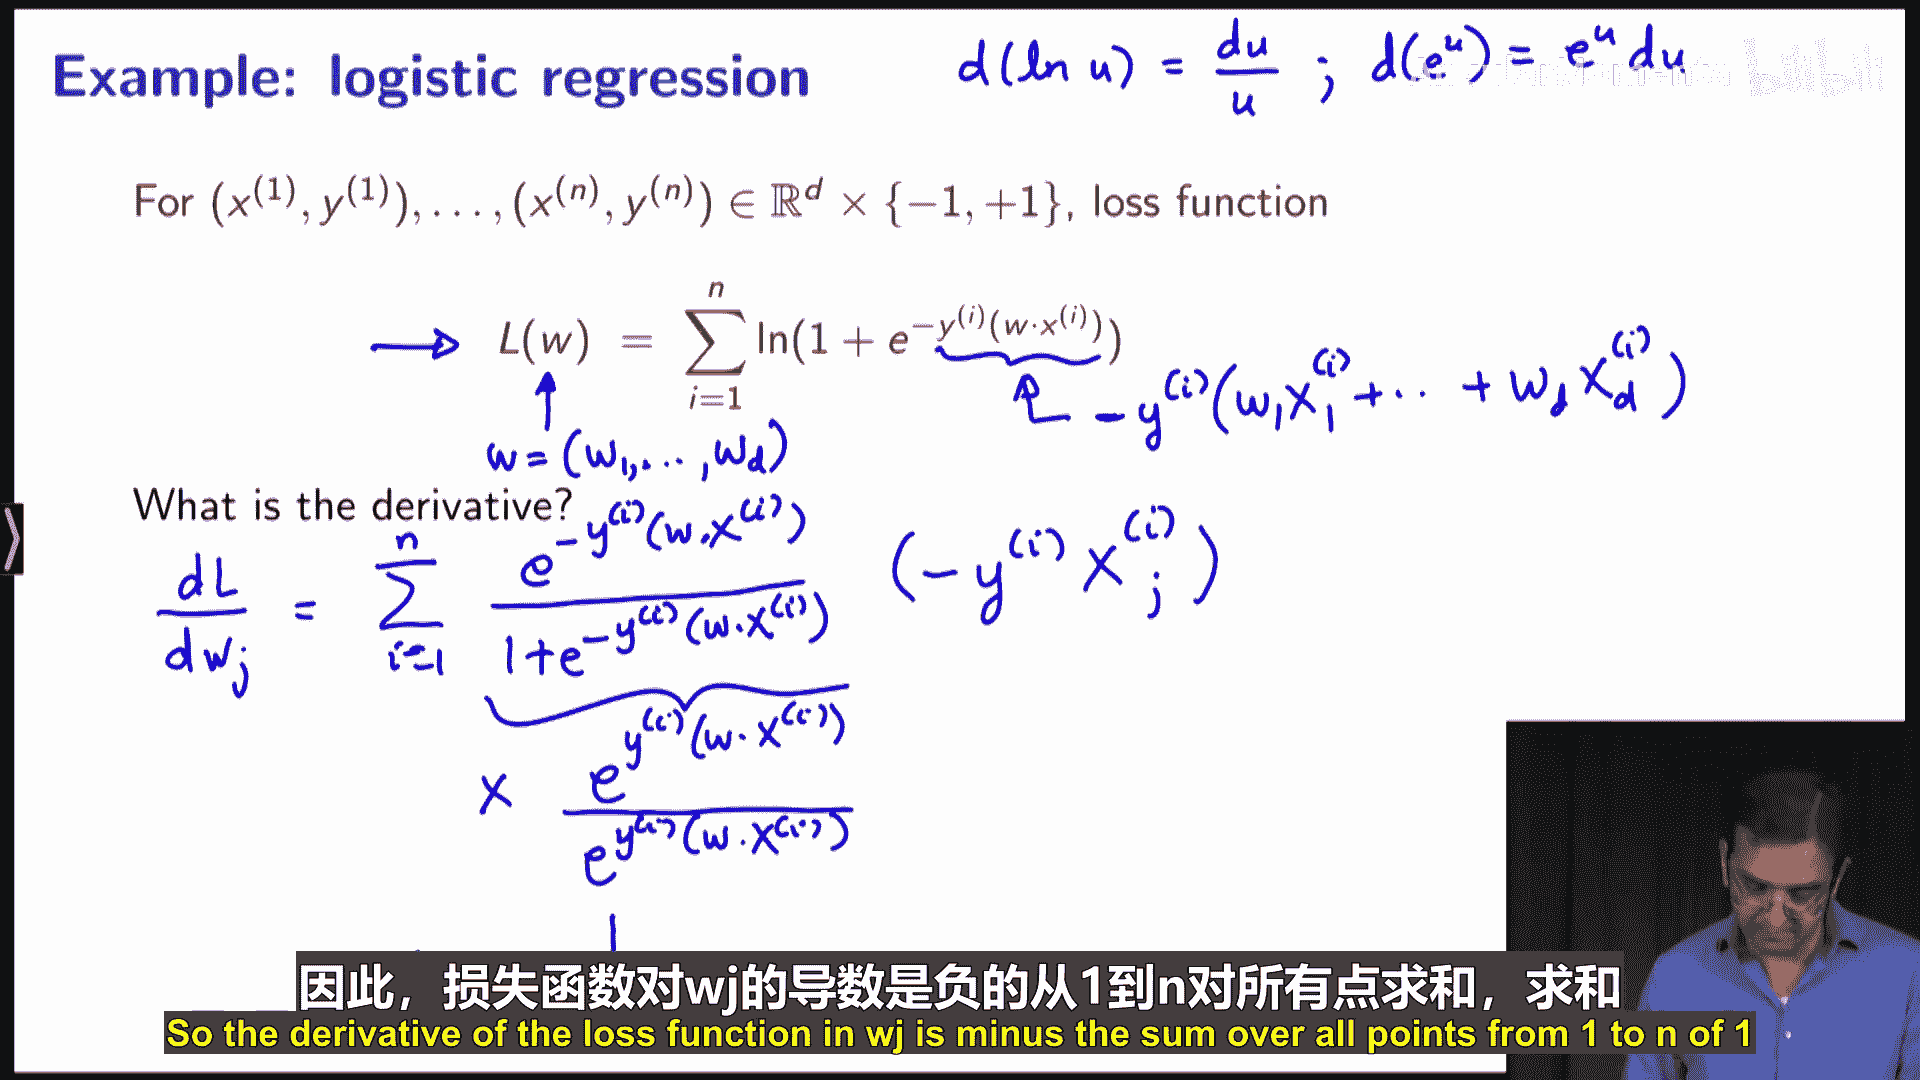 Example: logistic regression
d(ln u) = du/u ; d(e^u) = e^u du
bilibili
For (x^(1), y^(1)), . . . , (x^(n), y^(n)) ∈ ℝ^d × {−1, +1}, loss function
L(w) = ∑_{i=1}^{n} ln(1 + e^{−y^(i)(w·x^(i))})
−y^(i)(w_1 x_1^(i) + ·· + w_d x_d^(i))
w = (w_1, ..., w_d)
What is the derivative?
dL/dw_j = ∑_{i=1}^{n} e^{−y^(i)(w·x^(i))} / (1+e^{−y^(i)(w·x^(i))}) (−y^(i) x_j^(i))
× e^{y^(i)(w·x^(i))} / e^{y^(i)(w·x^(i))}
因此，损失函数对wj的导数是负的从1到n对所有点求和，求和
So the derivative of the loss function in wj is minus the sum over all points from 1 to n of 1